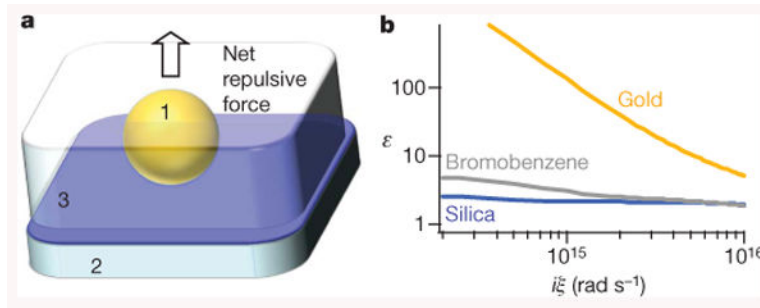 a
Net
repulsive
force
1
3
2
b
100
10
1
ε
Gold
Bromobenzene
Silica
10¹⁵
10¹⁶
iξ (rad s⁻¹)